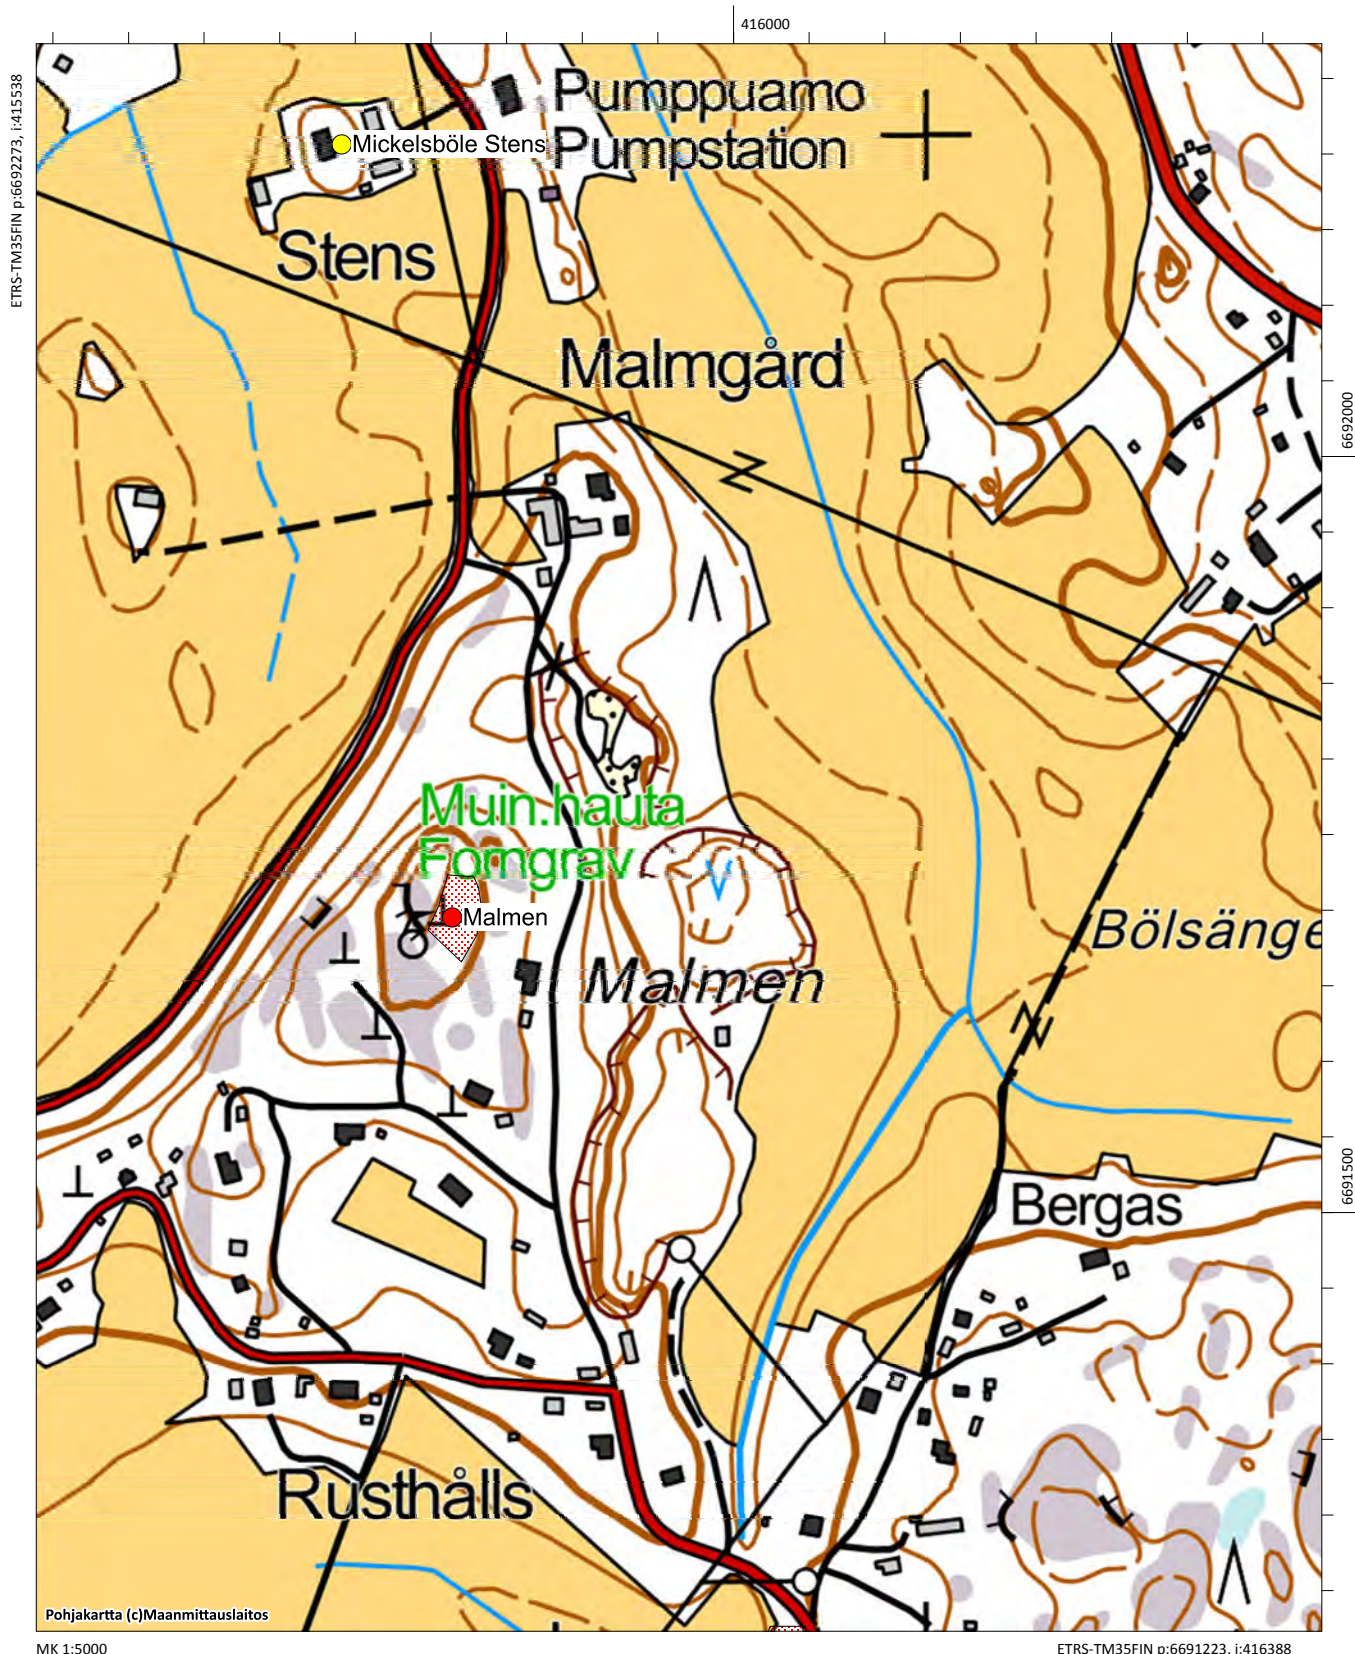 416000
ETRS-TM35FIN p:6692273, i:415538
Pumppuamo
Pumpstation
Mickelsböle Stens
Stens
Malmgård
6692000
Muin.hauta
Forngrav
Malmen
Malmen
Bölsänge
6691500
Bergas
Rusthålls
Pohjakartta (c)Maanmittauslaitos
MK 1:5000
ETRS-TM35FIN p:6691223, i:416388